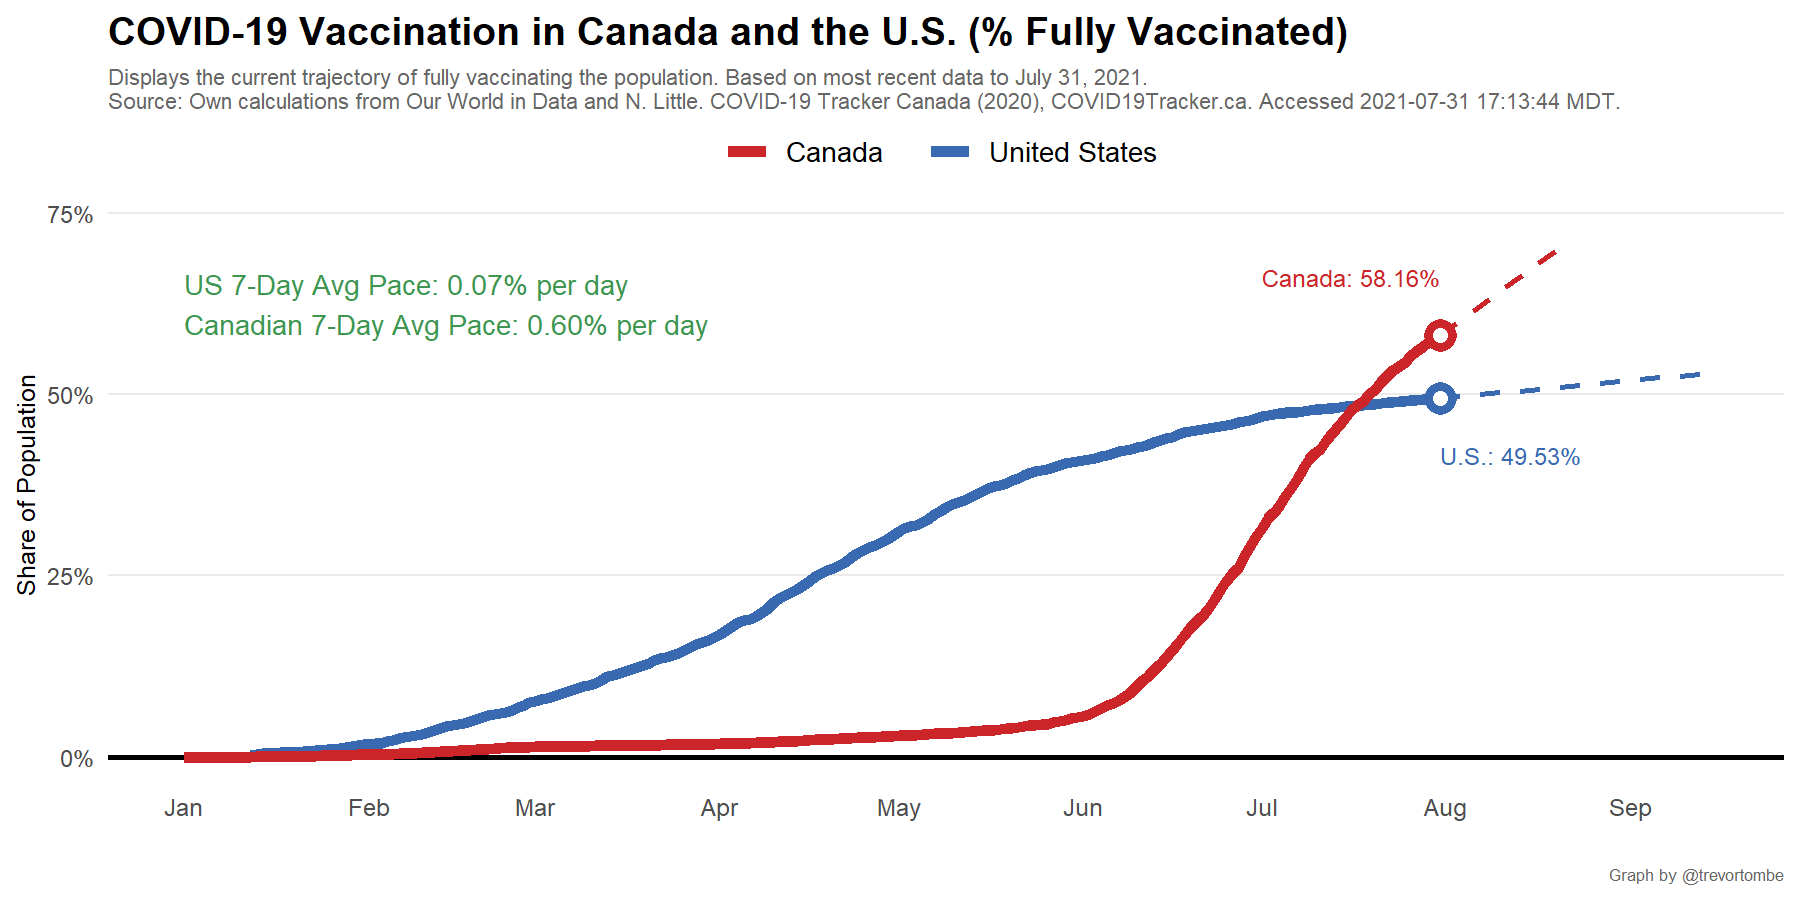 COVID-19 Vaccination in Canada and the U.S. (% Fully Vaccinated)
Displays the current trajectory of fully vaccinating the population. Based on most recent data to July 31, 2021.
Source: Own calculations from Our World in Data and N. Little. COVID-19 Tracker Canada (2020), COVID19Tracker.ca. Accessed 2021-07-31 17:13:44 MDT.
Canada
United States
75%
50%
25%
0%
Share of Population
US 7-Day Avg Pace: 0.07% per day
Canadian 7-Day Avg Pace: 0.60% per day
Canada: 58.16%
U.S.: 49.53%
Jan
Feb
Mar
Apr
May
Jun
Jul
Aug
Sep
Graph by @trevortombe